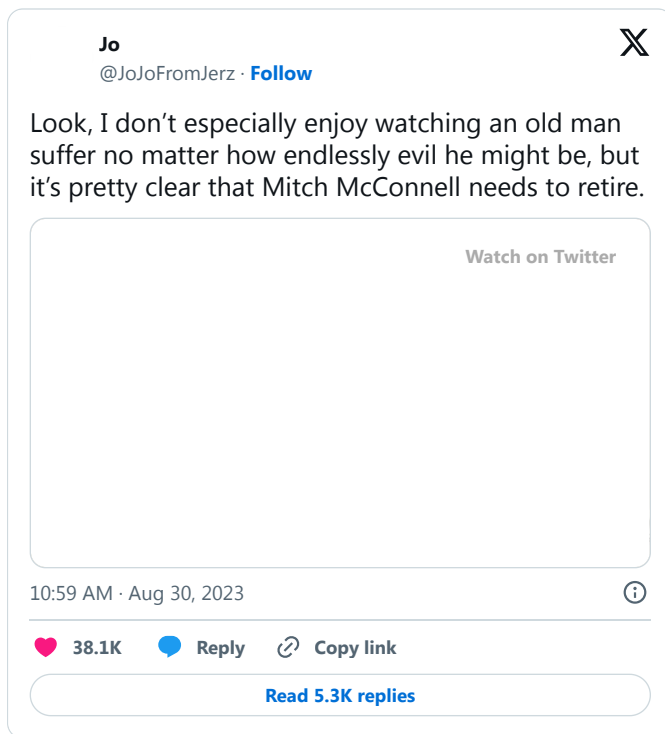 Jo
@JoJoFromJerz · Follow
Look, I don’t especially enjoy watching an old man
suffer no matter how endlessly evil he might be, but
it’s pretty clear that Mitch McConnell needs to retire.
Watch on Twitter
10:59 AM · Aug 30, 2023
38.1K Reply Copy link
Read 5.3K replies